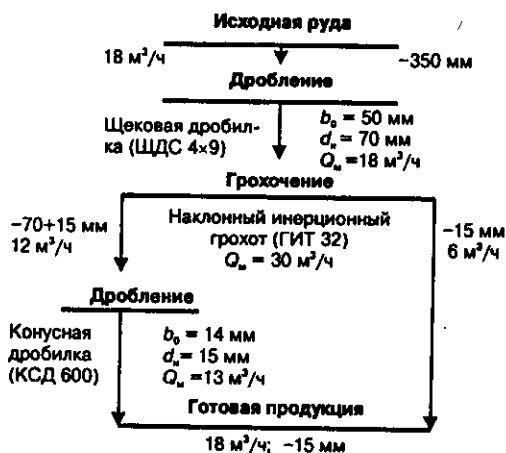 Исходная руда
18 м³/ч
−350 мм
Дробление
Щековая дробил-
ка (ЩДС 4×9)
b₀ = 50 мм
dₙ = 70 мм
Qₘ = 18 м³/ч
Грохочение
−70+15 мм
12 м³/ч
Наклонный инерционный
грохот (ГИТ 32)
Qₘ = 30 м³/ч
−15 мм
6 м³/ч
Дробление
Конусная
дробилка
(КСД 600)
b₀ = 14 мм
dₙ = 15 мм
Qₘ = 13 м³/ч
Готовая продукция
18 м³/ч; −15 мм